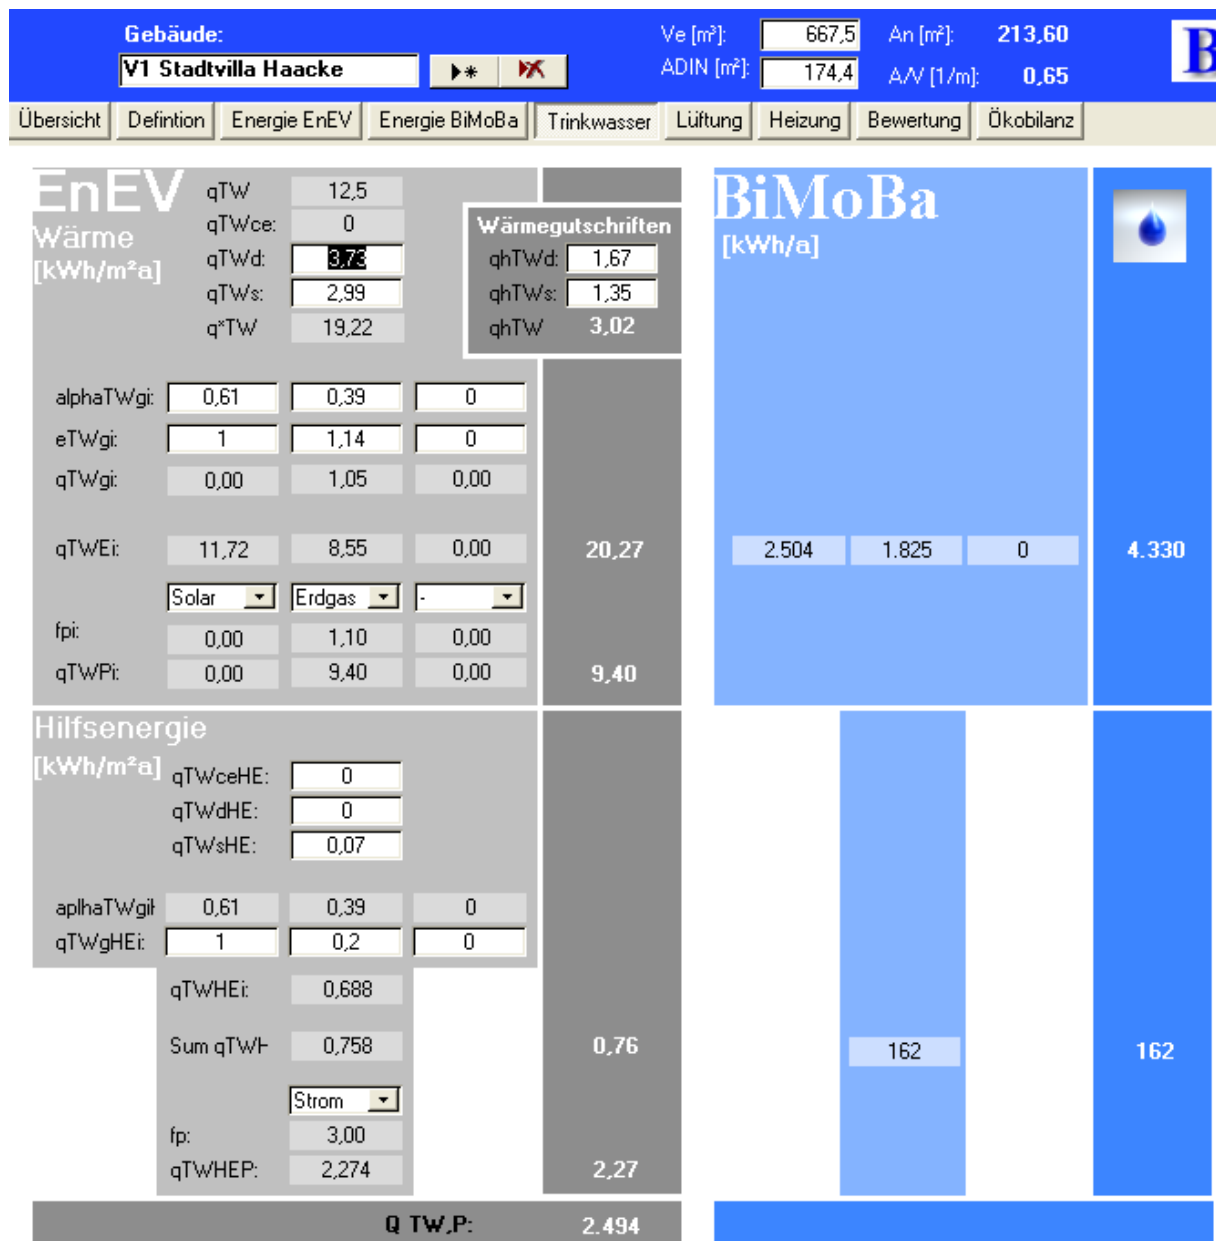 Gebäude: Ve [m²]: 667,5 An [m²]: 213,60
V1 Stadtvilla Haacke ADIN [m²]: 174,4 A/V [1/m]: 0,65
B
Übersicht Defintion Energie EnEV Energie BiMoBa Trinkwasser Lüftung Heizung Bewertung Ökobilanz
EnEV qTW 12,5 BiMoBa
Wärme qTWce: 0 Wärmegutschriften
[kWh/m²a] qTWd: 3,73 qhTWd: 1,67 [kWh/a]
qTWs: 2,99 qhTWs: 1,35
q*TW 19,22 qhTW 3,02
alphaTWgi: 0,61 0,39 0
eTWgi: 1 1,14 0
qTWgi: 0,00 1,05 0,00
qTWEi: 11,72 8,55 0,00 20,27 2.504 1.825 0 4.330
Solar Erdgas -
fpi: 0,00 1,10 0,00
qTWPi: 0,00 9,40 0,00 9,40
Hilfsenergie
[kWh/m²a] qTWceHE: 0
qTWdHE: 0
qTWsHE: 0,07
aplhaTWgiH 0,61 0,39 0
qTWgHEi: 1 0,2 0
qTWHEi: 0,688
Sum qTWH 0,758 0,76 162 162
Strom
fp: 3,00
qTWHEP: 2,274 2,27
Q TW,P: 2.494